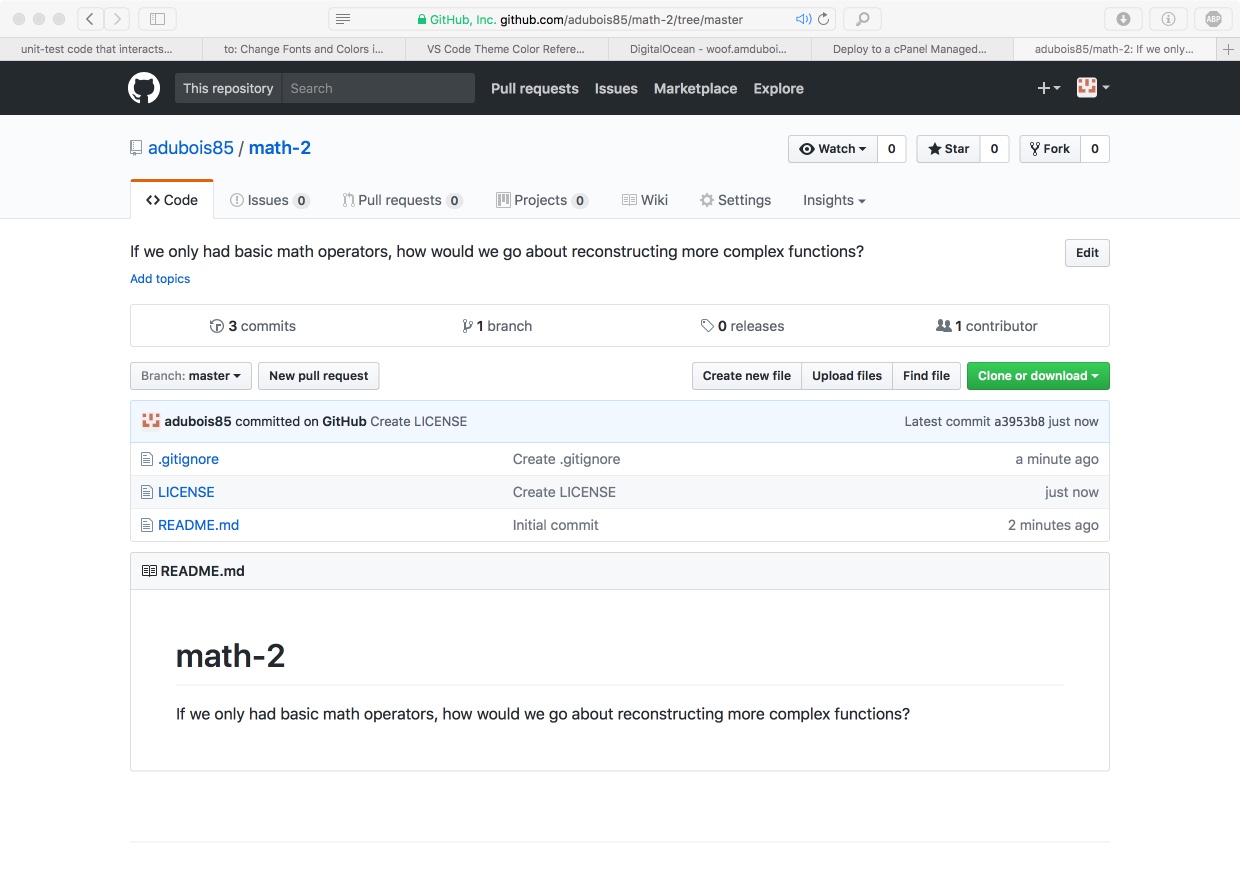 GitHub, Inc. github.com/adubois85/math-2/tree/master
ABP
unit-test code that interacts... to: Change Fonts and Colors i... VS Code Theme Color Refere... DigitalOcean - woof.amduboi... Deploy to a cPanel Managed... adubois85/math-2: If we only...
This repository Search Pull requests Issues Marketplace Explore
adubois85 / math-2 Watch 0 Star 0 Fork 0
Code Issues 0 Pull requests 0 Projects 0 Wiki Settings Insights
If we only had basic math operators, how would we go about reconstructing more complex functions? Edit
Add topics
3 commits 1 branch 0 releases 1 contributor
Branch: master New pull request Create new file Upload files Find file Clone or download
adubois85 committed on GitHub Create LICENSE Latest commit a3953b8 just now
.gitignore Create .gitignore a minute ago
LICENSE Create LICENSE just now
README.md Initial commit 2 minutes ago
README.md
math-2
If we only had basic math operators, how would we go about reconstructing more complex functions?